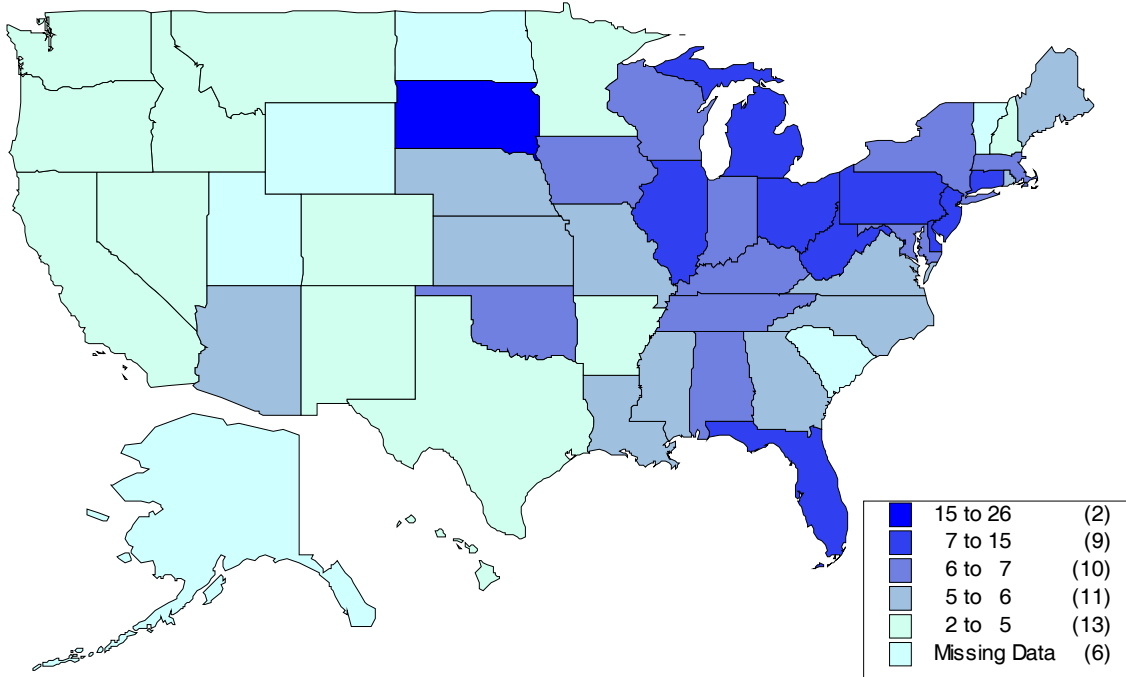 15 to 26 (2)
7 to 15 (9)
6 to 7 (10)
5 to 6 (11)
2 to 5 (13)
Missing Data (6)